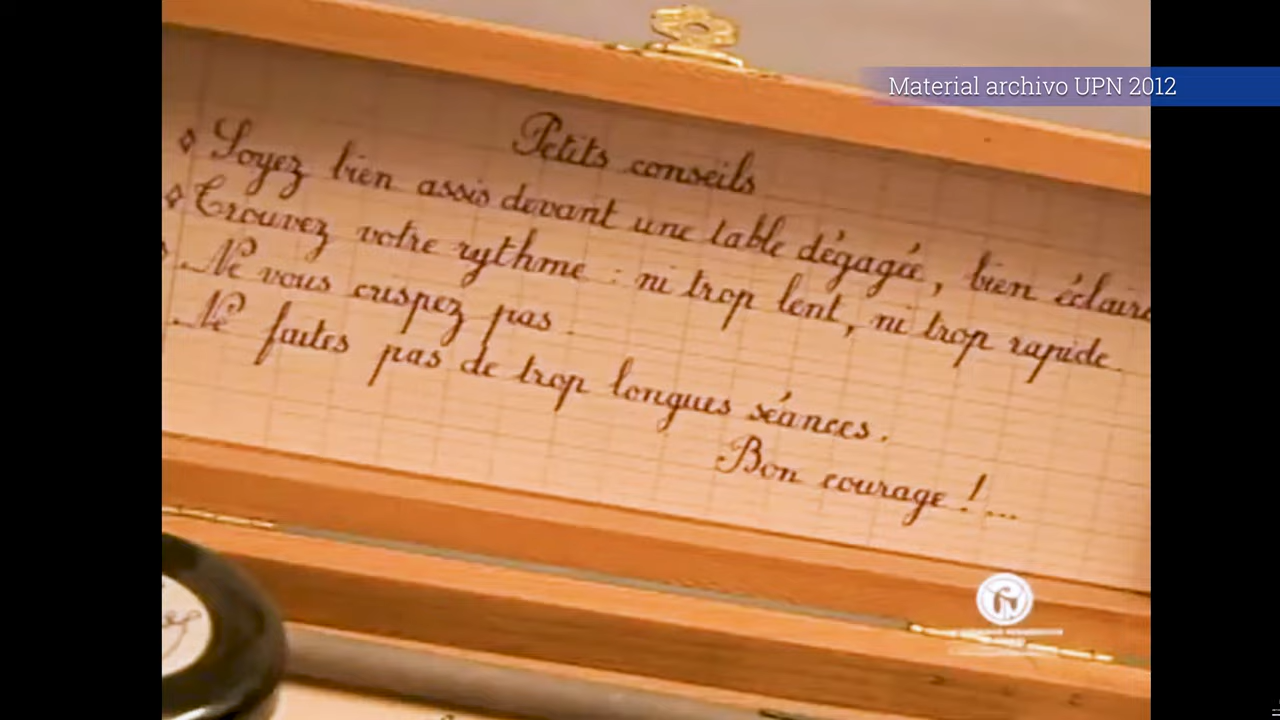 Material archivo UPN 2012
Petits conseils
Soyez bien assis devant une table dégagée, bien éclairé
Trouvez votre rythme : ni trop lent, ni trop rapide.
Ne vous crispez pas.
Ne faites pas de trop longues séances.
Bon courage !...